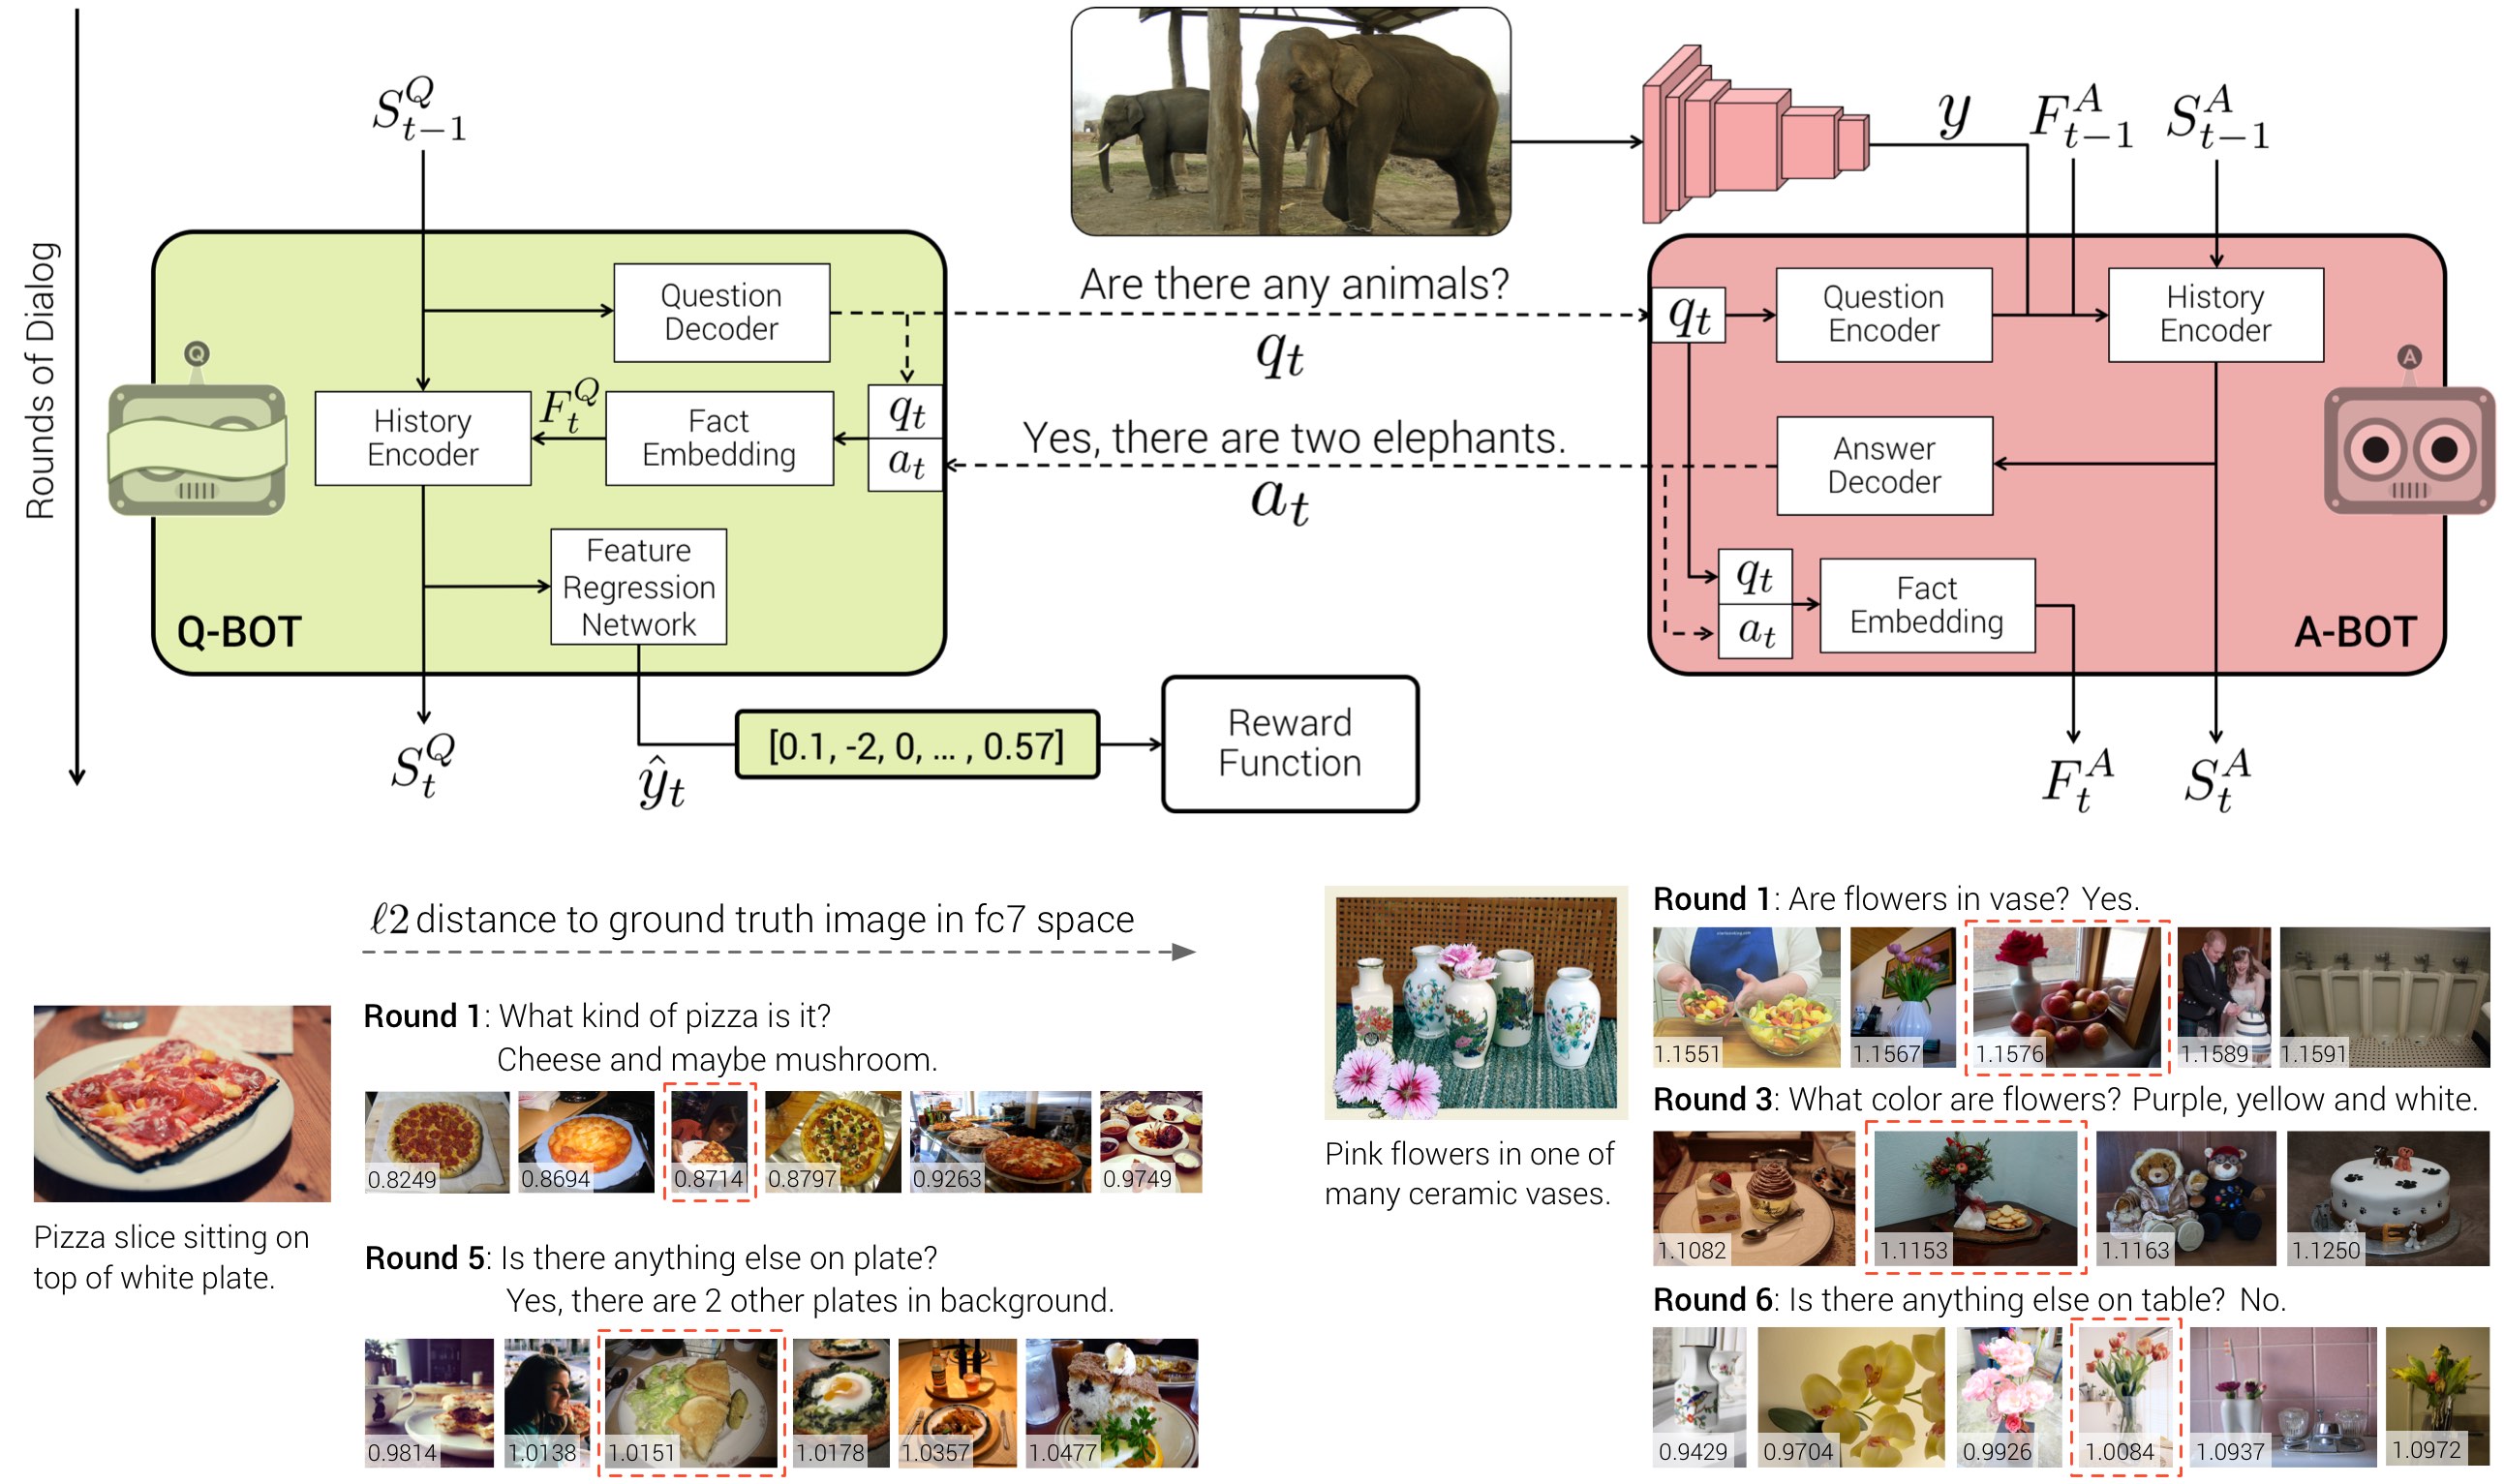 Rounds of Dialog
S^Q_{t-1}
Question
Decoder
History
Encoder
F^Q_t
Fact
Embedding
q_t
a_t
Feature
Regression
Network
Q-BOT
Q
S^Q_t
ŷ_t
[0.1, -2, 0, ... , 0.57]
Reward
Function
Are there any animals?
q_t
Yes, there are two elephants.
a_t
y
F^A_{t-1}
S^A_{t-1}
q_t
Question
Encoder
History
Encoder
A
Answer
Decoder
q_t
a_t
Fact
Embedding
A-BOT
F^A_t
S^A_t
ℓ2 distance to ground truth image in fc7 space
Pizza slice sitting on
top of white plate.
Round 1: What kind of pizza is it?
Cheese and maybe mushroom.
0.8249 0.8694 0.8714 0.8797 0.9263 0.9749
Round 5: Is there anything else on plate?
Yes, there are 2 other plates in background.
0.9814 1.0138 1.0151 1.0178 1.0357 1.0477
Pink flowers in one of
many ceramic vases.
Round 1: Are flowers in vase? Yes.
1.1551 1.1567 1.1576 1.1589 1.1591
Round 3: What color are flowers? Purple, yellow and white.
1.1082 1.1153 1.1163 1.1250
Round 6: Is there anything else on table? No.
0.9429 0.9704 0.9926 1.0084 1.0937 1.0972